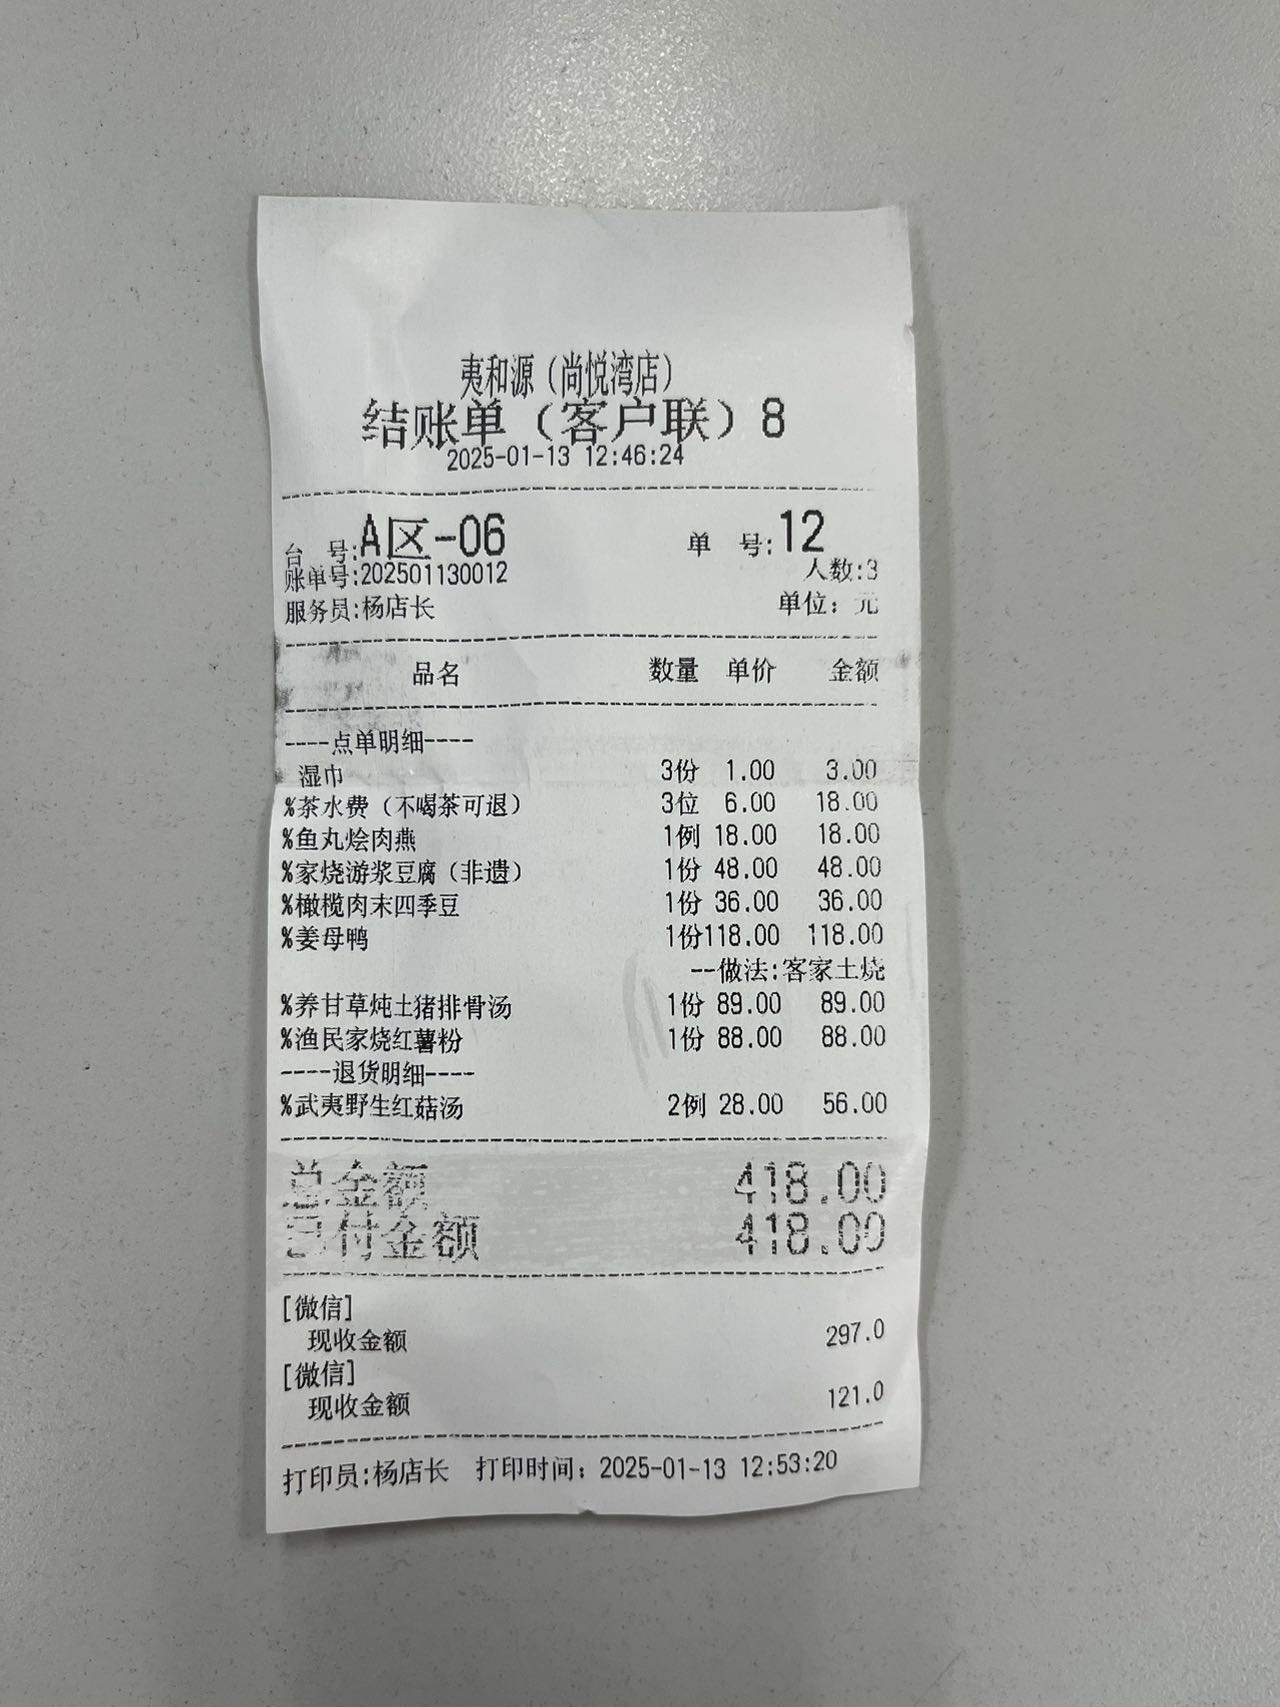 夷和源（尚悦湾店）
结账单（客户联）8
2025-01-13 12:46:24
台 号:A区-06 单 号:12
账单号:202501130012 人数:3
服务员:杨店长 单位：元
品名 数量 单价 金额
----点单明细----
湿巾 3份 1.00 3.00
%茶水费（不喝茶可退） 3位 6.00 18.00
%鱼丸烩肉燕 1例 18.00 18.00
%家烧游浆豆腐（非遗） 1份 48.00 48.00
%橄榄肉末四季豆 1份 36.00 36.00
%姜母鸭 1份118.00 118.00
--做法:客家土烧
%养甘草炖土猪排骨汤 1份 89.00 89.00
%渔民家烧红薯粉 1份 88.00 88.00
----退货明细----
%武夷野生红菇汤 2例 28.00 56.00
总金额 418.00
已付金额 418.00
[微信]
现收金额 297.0
[微信]
现收金额 121.0
打印员:杨店长 打印时间：2025-01-13 12:53:20